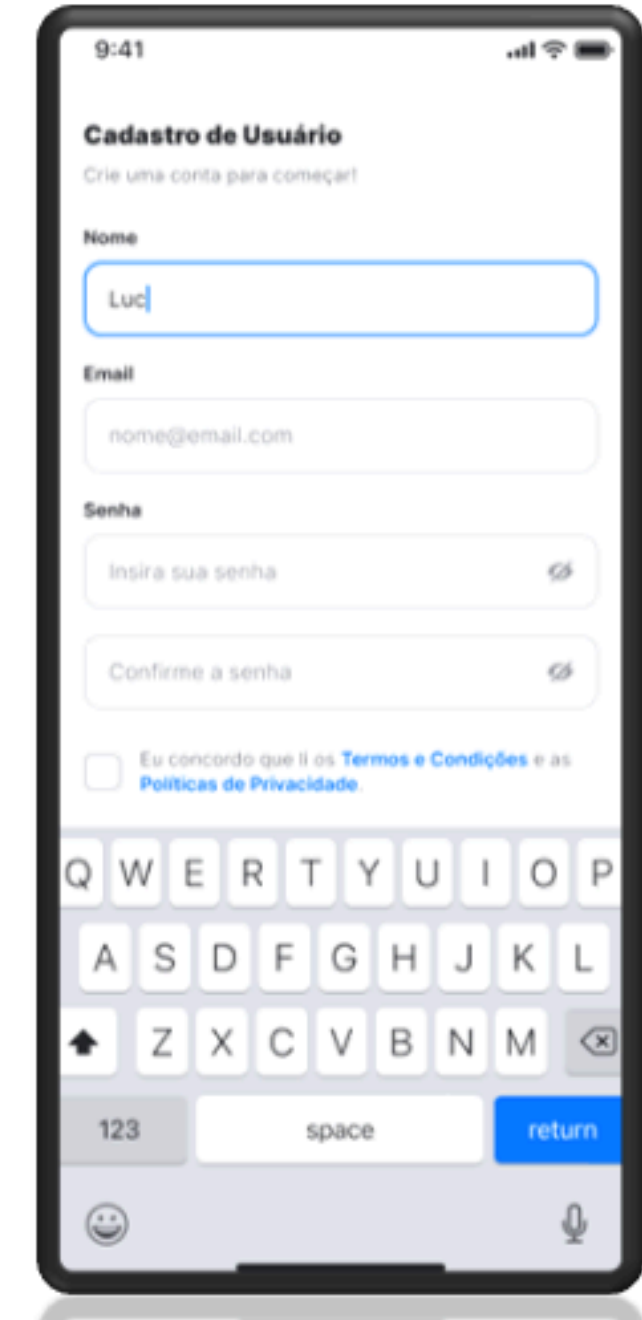 9:41
Cadastro de Usuário
Crie uma conta para começar!
Nome
Luc
Email
nome@email.com
Senha
Insira sua senha
Confirme a senha
Eu concordo que li os Termos e Condições e as
Políticas de Privacidade.
Q W E R T Y U I O P
A S D F G H J K L
Z X C V B N M
123 space return